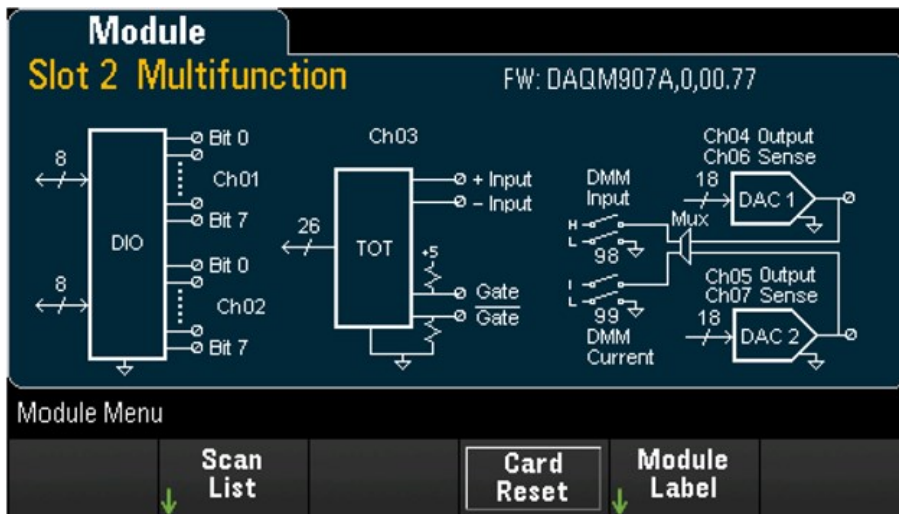 Module
Slot 2 Multifunction
FW: DAQM907A,0,00.77
8
DIO
Bit 0
Ch01
Bit 7
8
Bit 0
Ch02
Bit 7
Ch03
26
TOT
+ Input
- Input
+5
Gate
Gate
DMM
Input
H
L
98
I
L
99
DMM
Current
Mux
Ch04 Output
Ch06 Sense
18
DAC 1
Ch05 Output
Ch07 Sense
18
DAC 2
Module Menu
Scan
List
Card
Reset
Module
Label